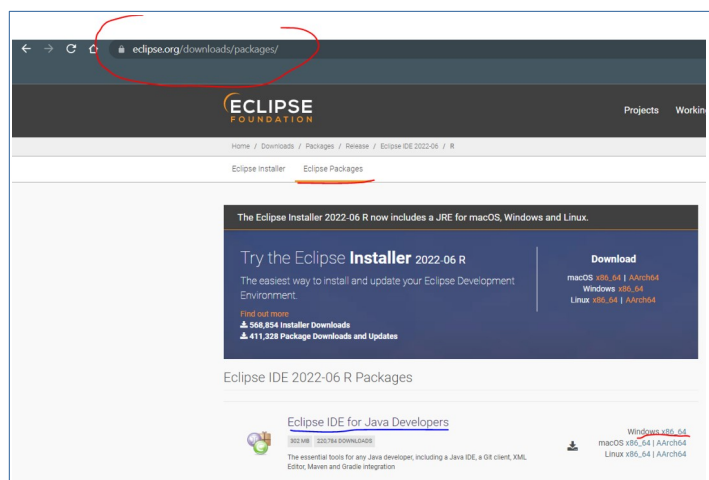 eclipse.org/downloads/packages/
ECLIPSE
FOUNDATION
Projects Workin
Home / Downloads / Packages / Release / Eclipse IDE 2022-06 / R
Eclipse Installer Eclipse Packages
The Eclipse Installer 2022-06 R now includes a JRE for macOS, Windows and Linux.
Try the Eclipse Installer 2022-06 R
The easiest way to install and update your Eclipse Development
Environment.
Find out more
568,854 Installer Downloads
411,328 Package Downloads and Updates
Download
macOS x86_64 | AArch64
Windows x86_64
Linux x86_64 | AArch64
Eclipse IDE 2022-06 R Packages
Eclipse IDE for Java Developers
302 MB 220,784 DOWNLOADS
The essential tools for any Java developer, including a Java IDE, a Git client, XML
Editor, Maven and Gradle integration
Windows x86_64
macOS x86_64 | AArch64
Linux x86_64 | AArch64